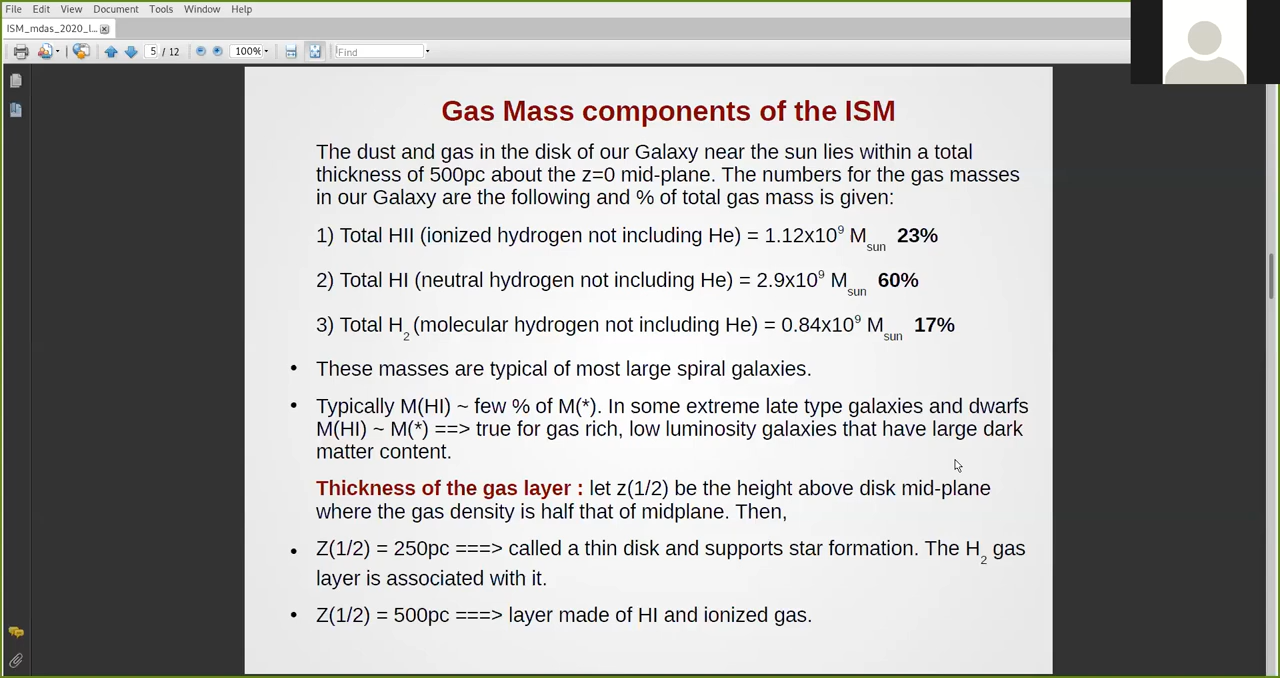 File Edit View Document Tools Window Help
ISM_mdas_2020_l...
5 / 12 100% Find
Gas Mass components of the ISM
The dust and gas in the disk of our Galaxy near the sun lies within a total
thickness of 500pc about the z=0 mid-plane. The numbers for the gas masses
in our Galaxy are the following and % of total gas mass is given:
1) Total HII (ionized hydrogen not including He) = 1.12x10⁹ M_sun 23%
2) Total HI (neutral hydrogen not including He) = 2.9x10⁹ M_sun 60%
3) Total H₂ (molecular hydrogen not including He) = 0.84x10⁹ M_sun 17%
• These masses are typical of most large spiral galaxies.
• Typically M(HI) ~ few % of M(*). In some extreme late type galaxies and dwarfs
M(HI) ~ M(*) ==> true for gas rich, low luminosity galaxies that have large dark
matter content.
Thickness of the gas layer : let z(1/2) be the height above disk mid-plane
where the gas density is half that of midplane. Then,
• Z(1/2) = 250pc ===> called a thin disk and supports star formation. The H₂ gas
layer is associated with it.
• Z(1/2) = 500pc ===> layer made of HI and ionized gas.